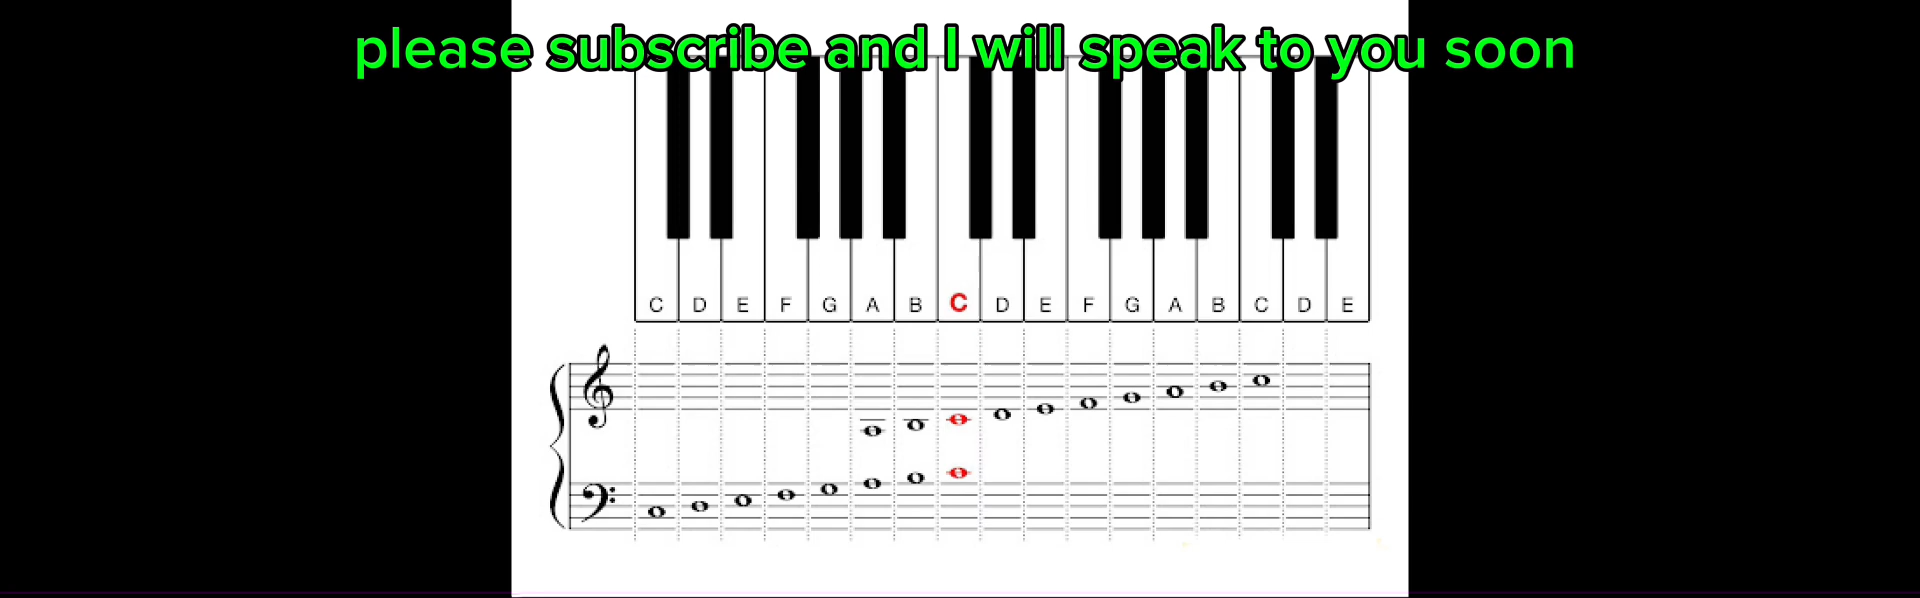 please subscribe and I will speak to you soon
C D E F G A B C D E F G A B C D E